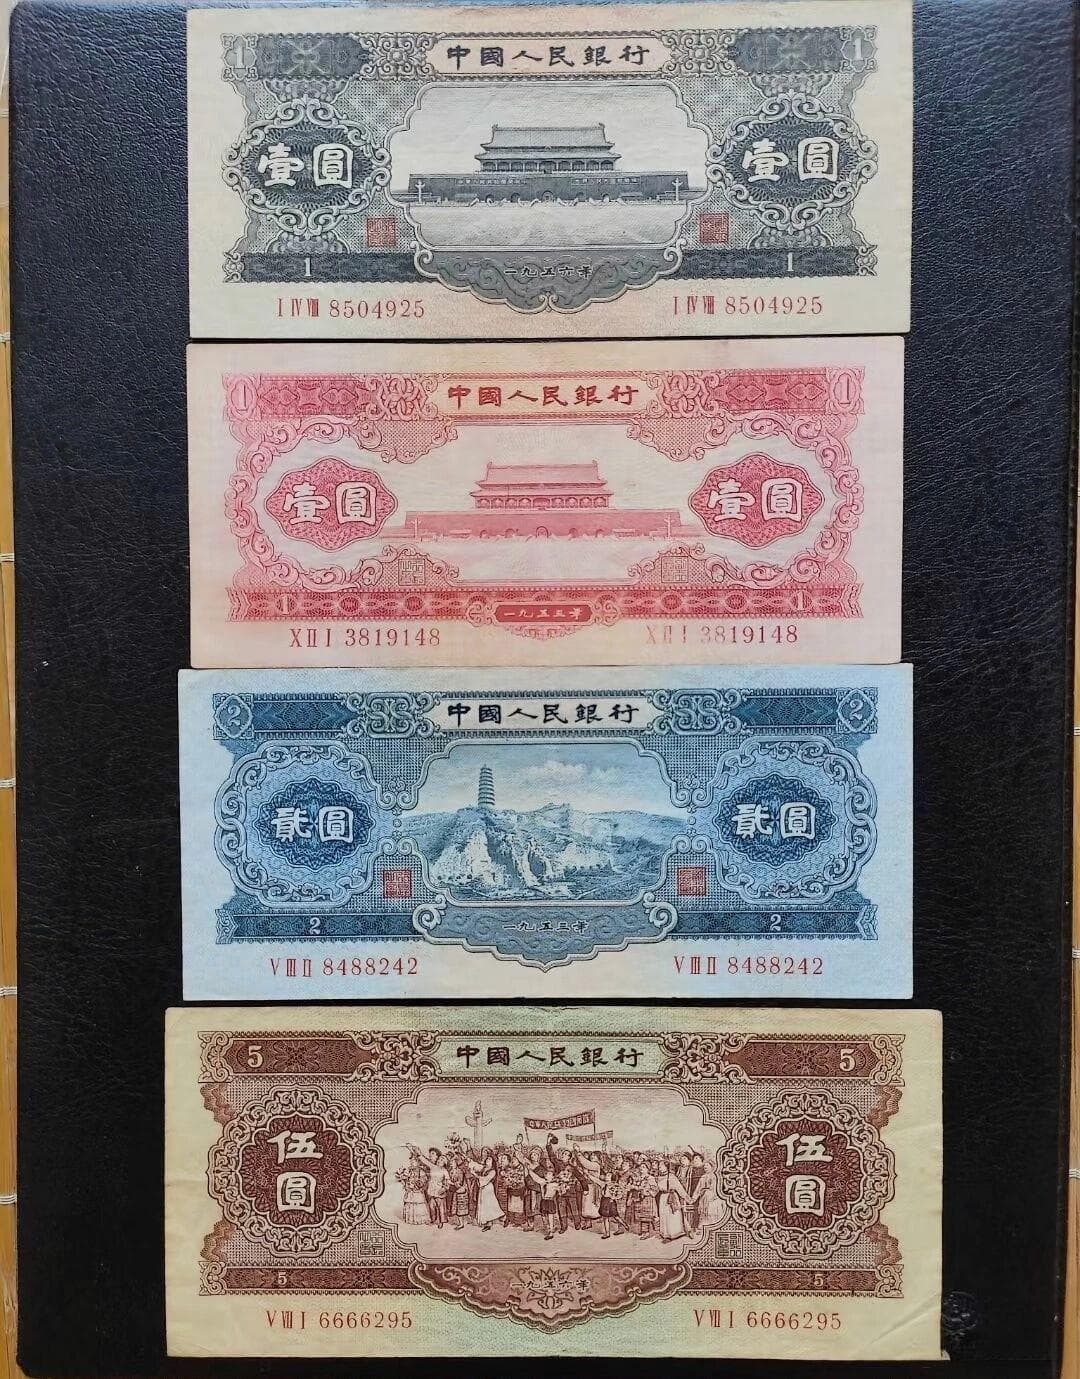 1 中國人民銀行 1
壹圓 壹圓
1 一九五六年 1
I IV VIII 8504925 I IV VIII 8504925
1 中國人民銀行 1
壹圓 壹圓
1 一九五三年 1
X II I 3819148 X II I 3819148
2 中國人民銀行 2
貳圓 貳圓
2 一九五三年 2
V III II 8488242 V III II 8488242
5 中國人民銀行 5
伍圓 伍圓
5 一九五六年 5
V VIII I 6666295 V VIII I 6666295